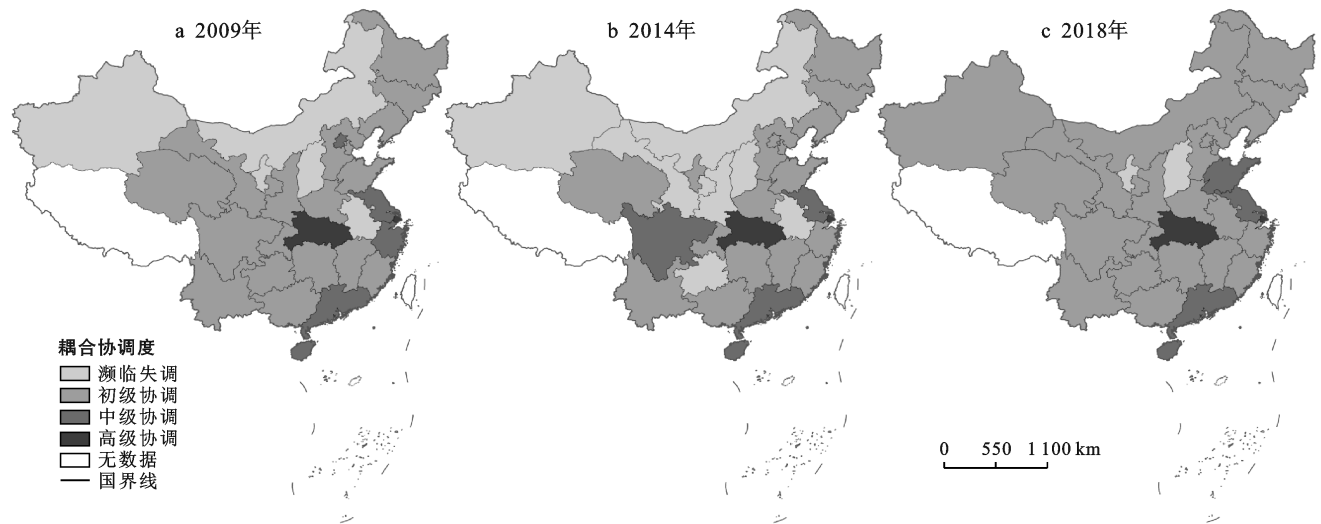 a 2009年
b 2014年
c 2018年
耦合协调度
濒临失调
初级协调
中级协调
高级协调
无数据
国界线
0 550 1 100 km